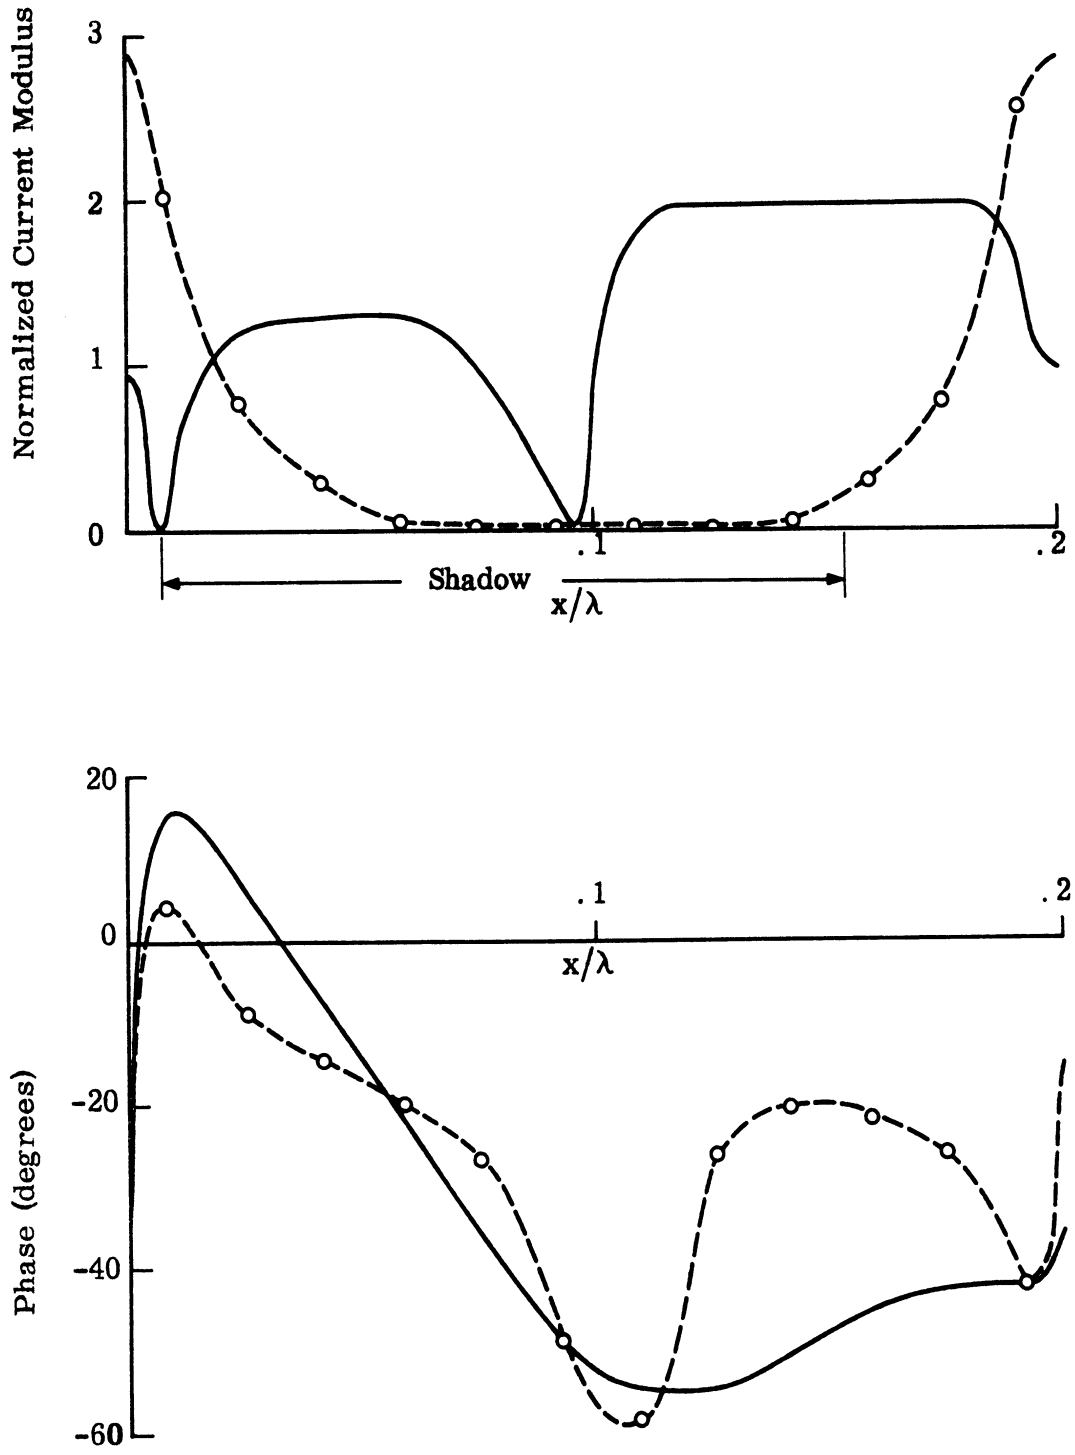 Normalized Current Modulus
3
2
1
0
.1
.2
Shadow
x/λ
Phase (degrees)
20
0
-20
-40
-60
.1
.2
x/λ